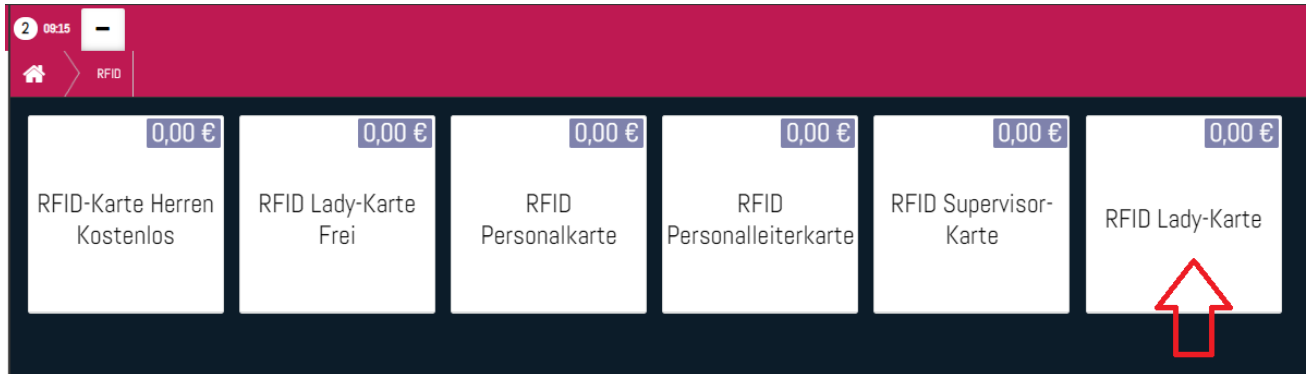 2 09:15 –
RFID
0,00 € 0,00 € 0,00 € 0,00 € 0,00 € 0,00 €
RFID-Karte Herren
Kostenlos
RFID Lady-Karte
Frei
RFID
Personalkarte
RFID
Personalleiterkarte
RFID Supervisor-
Karte
RFID Lady-Karte